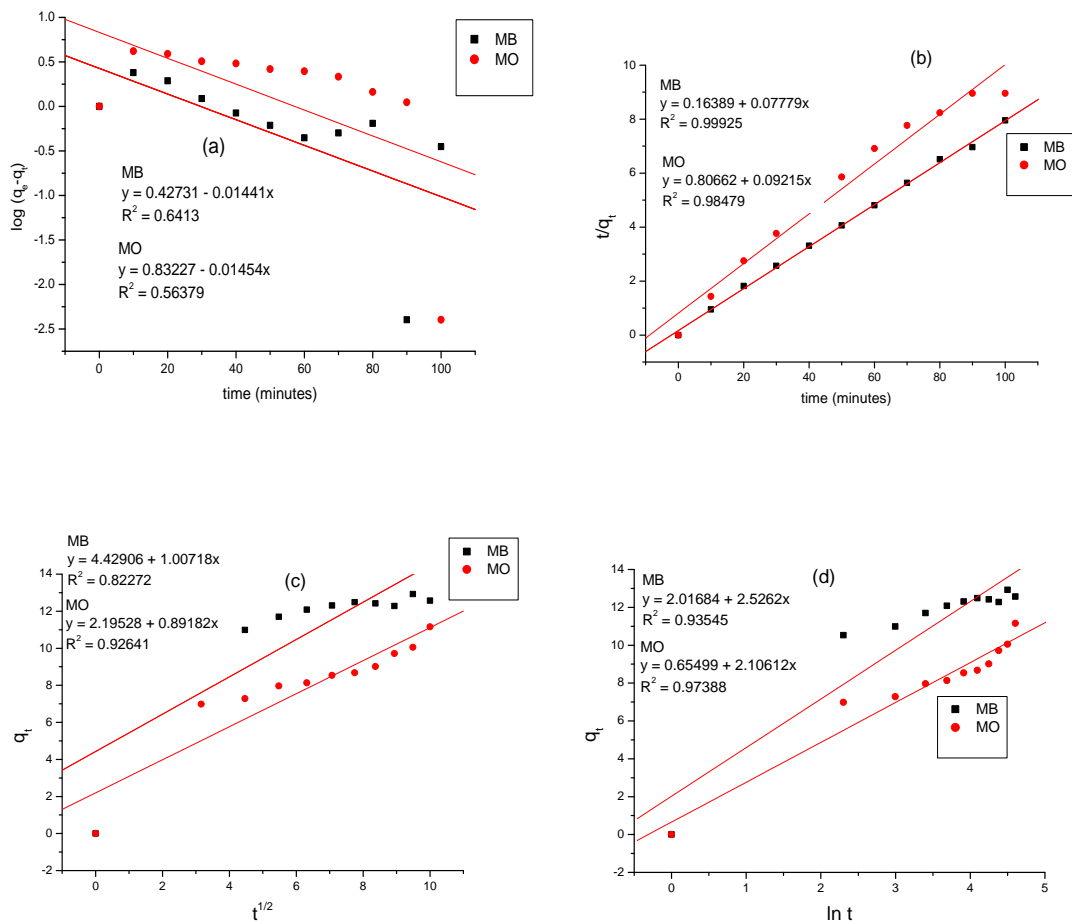 1.0
0.5
0.0
-0.5
-1.0
-1.5
-2.0
-2.5
log (qe-qt)
MB
MO
(a)
MB
y = 0.42731 - 0.01441x
R2 = 0.6413
MO
y = 0.83227 - 0.01454x
R2 = 0.56379
0 20 40 60 80 100
time (minutes)
10
8
6
4
2
0
t/qt
(b)
MB
y = 0.16389 + 0.07779x
R2 = 0.99925
MO
y = 0.80662 + 0.09215x
R2 = 0.98479
MB
MO
0 20 40 60 80 100
time (minutes)
MB
y = 4.42906 + 1.00718x
R2 = 0.82272
MO
y = 2.19528 + 0.89182x
R2 = 0.92641
(c)
MB
MO
14
12
10
8
6
4
2
0
-2
qt
0 2 4 6 8 10
t1/2
14
12
10
8
6
4
2
0
-2
qt
(d)
MB
y = 2.01684 + 2.5262x
R2 = 0.93545
MO
y = 0.65499 + 2.10612x
R2 = 0.97388
MB
MO
0 1 2 3 4 5
ln t